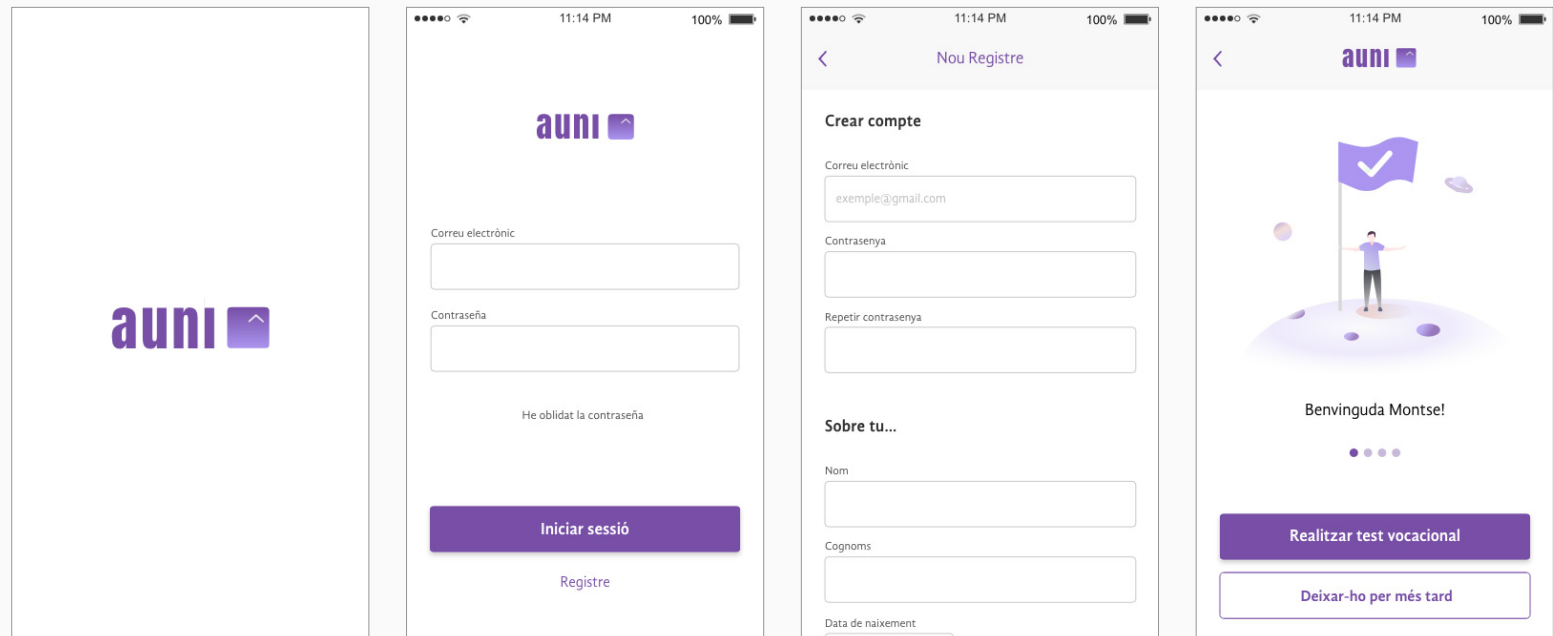 auni
11:14 PM
100%
auni
Correu electrònic
Contraseña
He oblidat la contraseña
Iniciar sessió
Registre
11:14 PM
100%
Nou Registre
Crear compte
Correu electrònic
exemple@gmail.com
Contrasenya
Repetir contrasenya
Sobre tu...
Nom
Cognoms
Data de naixement
11:14 PM
100%
auni
Benvinguda Montse!
Realitzar test vocacional
Deixar-ho per més tard